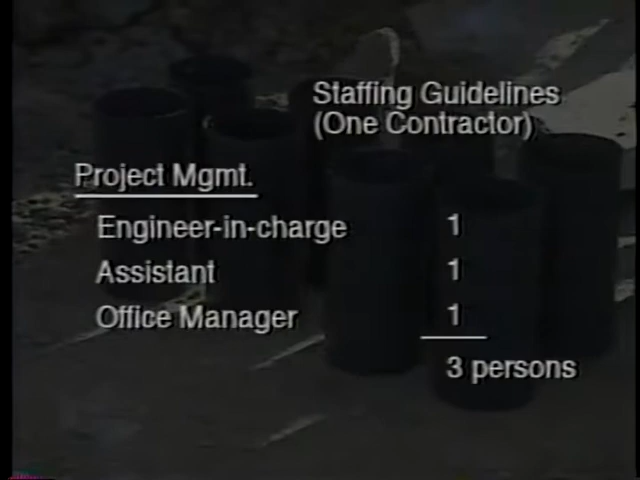 Staffing Guidelines
(One Contractor)
Project Mgmt.
Engineer-in-charge 1
Assistant 1
Office Manager 1
3 persons